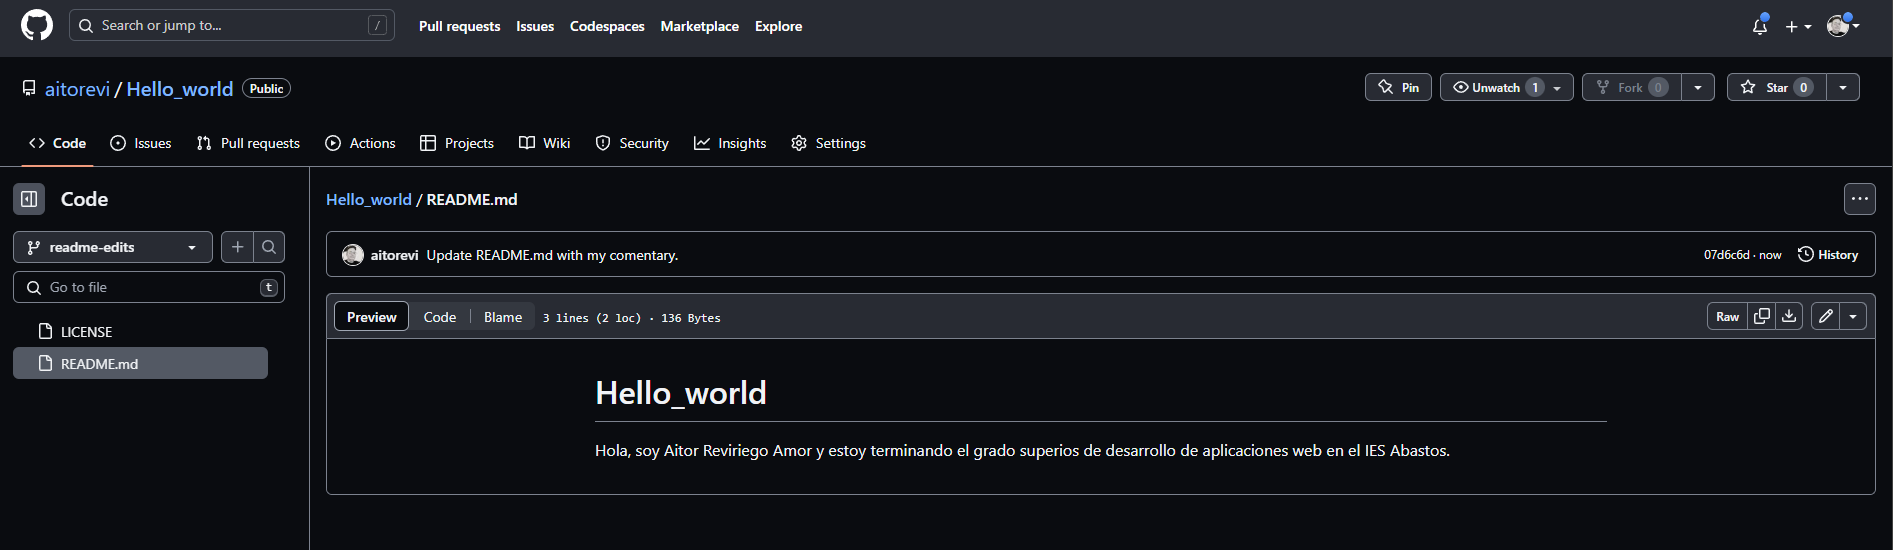 Search or jump to... /
Pull requests Issues Codespaces Marketplace Explore
aitorevi / Hello_world Public
Pin Unwatch 1 Fork 0 Star 0
Code Issues Pull requests Actions Projects Wiki Security Insights Settings
Code
readme-edits
Go to file t
LICENSE
README.md
Hello_world / README.md
aitorevi Update README.md with my comentary. 07d6c6d · now History
Preview Code Blame 3 lines (2 loc) · 136 Bytes Raw
Hello_world
Hola, soy Aitor Reviriego Amor y estoy terminando el grado superios de desarrollo de aplicaciones web en el IES Abastos.